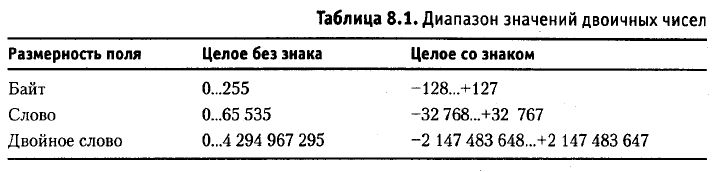 Таблица 8.1. Диапазон значений двоичных чисел
Размерность поля Целое без знака Целое со знаком
Байт 0...255 −128...+127
Слово 0...65 535 −32 768...+32 767
Двойное слово 0...4 294 967 295 −2 147 483 648...+2 147 483 647